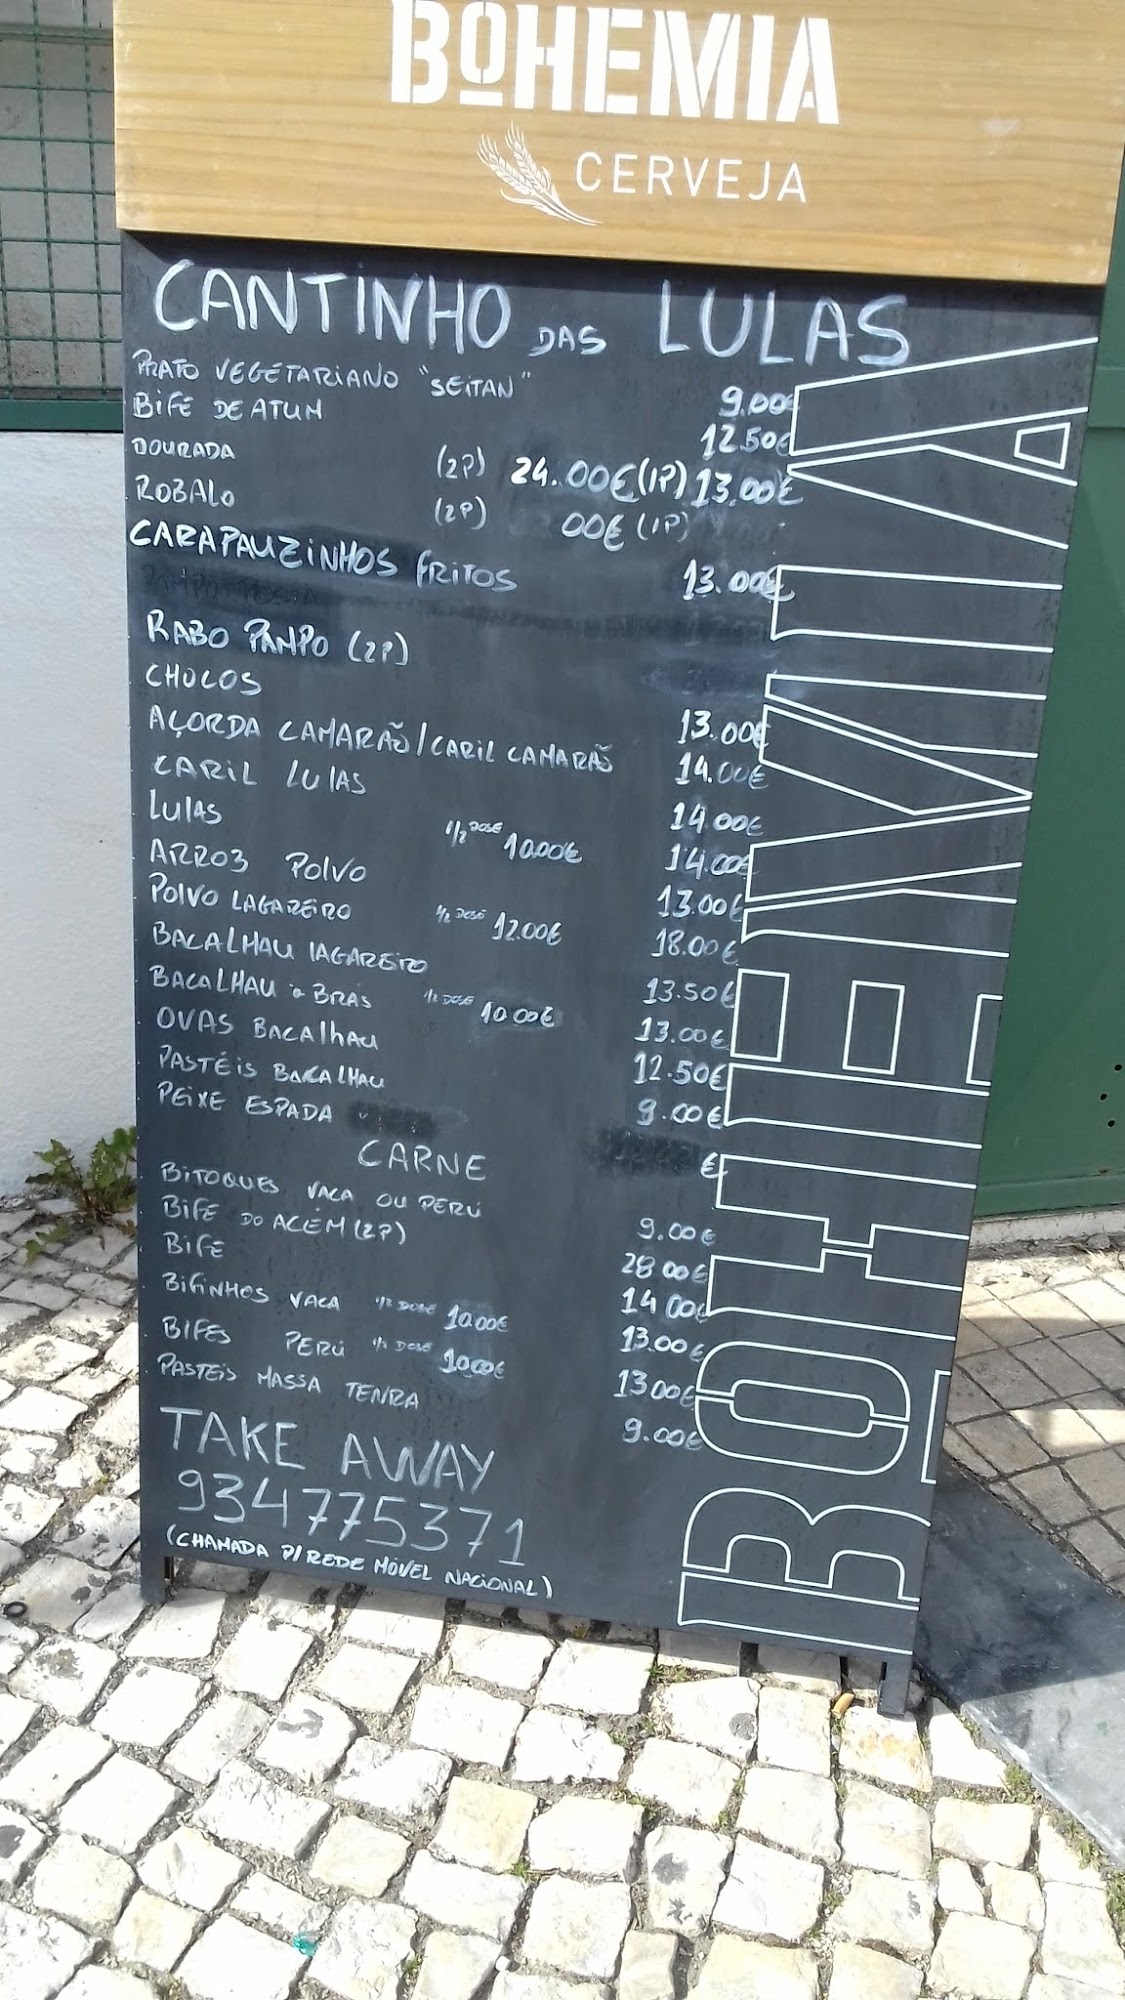 BOHEMIA
CERVEJA
CANTINHO DAS LULAS
PRATO VEGETARIANO "SEITAN" 9.00€
BIFE DE ATUM 12.50€
DOURADA (2P) 24.00€ (1P) 13.00€
ROBALO (2P) 00€ (1P)
CARAPAUZINHOS FRITOS 13.00€
RABO PAMPO (2P)
CHOCOS 13.00€
AÇORDA CAMARÃO/CARIL CAMARÃO 14.00€
CARIL LULAS 14.00€
LULAS 1/2 DOSE 10.00€ 14.00€
ARROZ POLVO 13.00€
POLVO LAGAREIRO 1/2 DOSE 12.00€ 18.00€
BACALHAU LAGAREIRO 13.50€
BACALHAU à BRÁS 1/2 DOSE 10.00€ 13.00€
OVAS BACALHAU 12.50€
PASTÉIS BACALHAU 9.00€
PEIXE ESPADA €
CARNE
BITOQUES VACA OU PERÚ 9.00€
BIFE DO ACÉM (2P) 28.00€
BIFE 14.00€
BIFINHOS VACA 1/2 DOSE 10.00€ 13.00€
BIFES PERÚ 1/2 DOSE 10.00€ 13.00€
PASTEIS MASSA TENRA 9.00€
TAKE AWAY
934775371
(CHAMADA P/REDE MÓVEL NACIONAL)
BOHEMIA